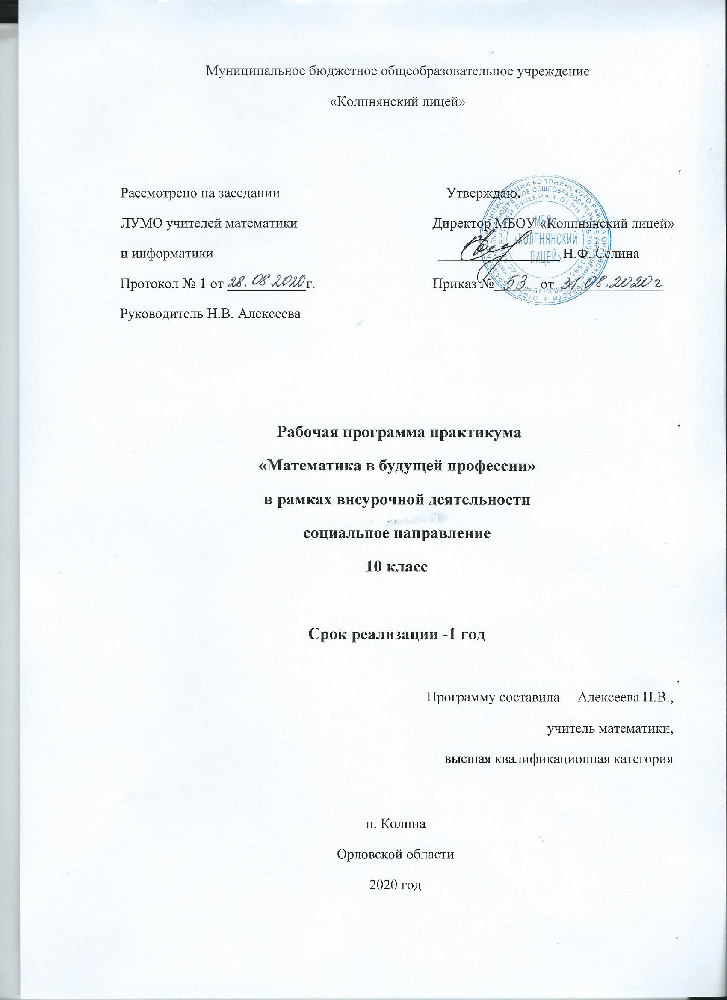 Муниципальное бюджетное общеобразовательное учреждение
«Колпнянский лицей»
Рассмотрено на заседании
ЛУМО учителей математики
и информатики
Протокол № 1 от 28.08.2020г.
Руководитель Н.В. Алексеева
Утверждаю.
Директор МБОУ «Колпнянский лицей»
Н.Ф. Селина
Приказ № 53 от 31.08.2020г
МБОУ
«КОЛПНЯНСКИЙ
ЛИЦЕЙ»
Рабочая программа практикума
«Математика в будущей профессии»
в рамках внеурочной деятельности
социальное направление
10 класс
Срок реализации -1 год
Программу составила Алексеева Н.В.,
учитель математики,
высшая квалификационная категория
п. Колпна
Орловской области
2020 год